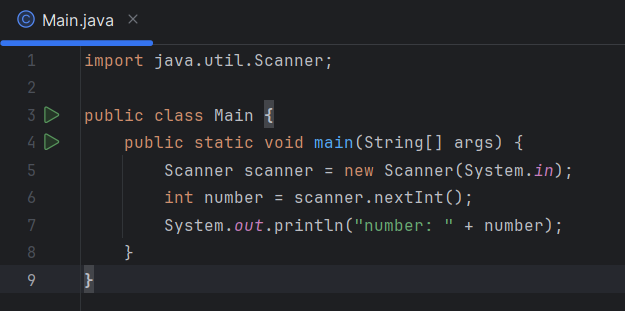 Main.java
1 import java.util.Scanner;
2
3 public class Main {
4     public static void main(String[] args) {
5         Scanner scanner = new Scanner(System.in);
6         int number = scanner.nextInt();
7         System.out.println("number: " + number);
8     }
9 }